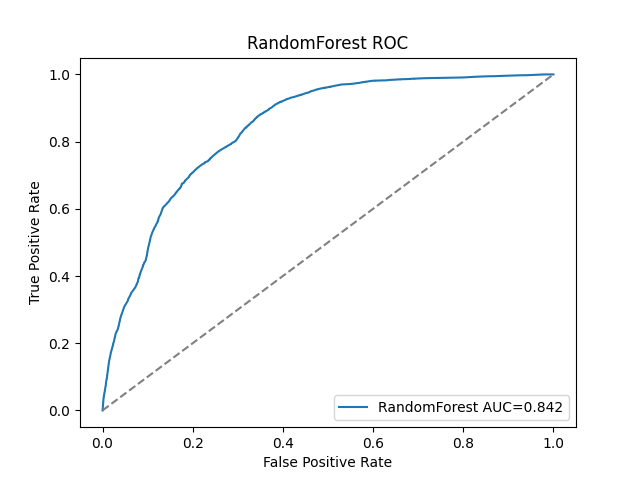 RandomForest ROC
1.0
0.8
0.6
0.4
0.2
0.0
True Positive Rate
RandomForest AUC=0.842
0.0 0.2 0.4 0.6 0.8 1.0
False Positive Rate